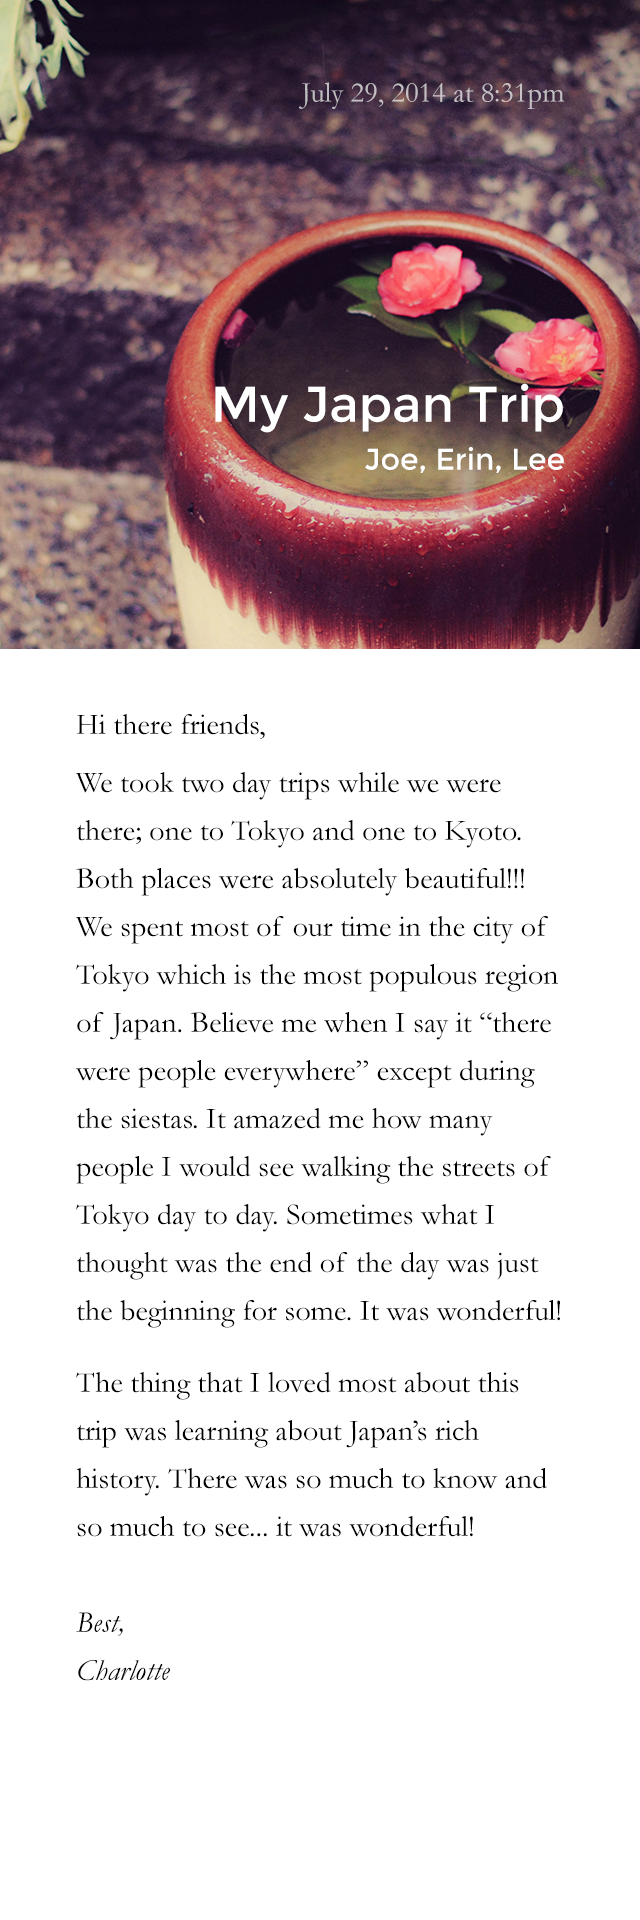 July 29, 2014 at 8:31pm
My Japan Trip
Joe, Erin, Lee
Hi there friends,
We took two day trips while we were
there; one to Tokyo and one to Kyoto.
Both places were absolutely beautiful!!!
We spent most of our time in the city of
Tokyo which is the most populous region
of Japan. Believe me when I say it “there
were people everywhere” except during
the siestas. It amazed me how many
people I would see walking the streets of
Tokyo day to day. Sometimes what I
thought was the end of the day was just
the beginning for some. It was wonderful!
The thing that I loved most about this
trip was learning about Japan’s rich
history. There was so much to know and
so much to see... it was wonderful!
Best,
Charlotte